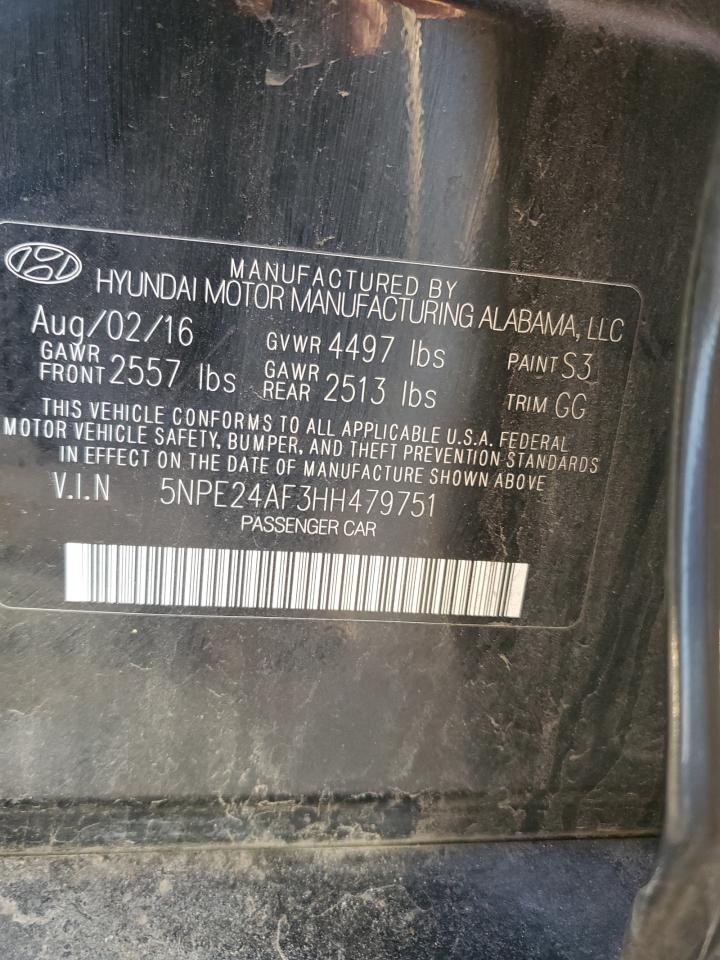 MANUFACTURED BY
HYUNDAI MOTOR MANUFACTURING ALABAMA, LLC
Aug/02/16 GVWR 4497 lbs PAINT S3
GAWR FRONT 2557 lbs GAWR REAR 2513 lbs TRIM GG
THIS VEHICLE CONFORMS TO ALL APPLICABLE U.S.A. FEDERAL
MOTOR VEHICLE SAFETY, BUMPER, AND THEFT PREVENTION STANDARDS
IN EFFECT ON THE DATE OF MANUFACTURE SHOWN ABOVE
V.I.N 5NPE24AF3HH479751
PASSENGER CAR